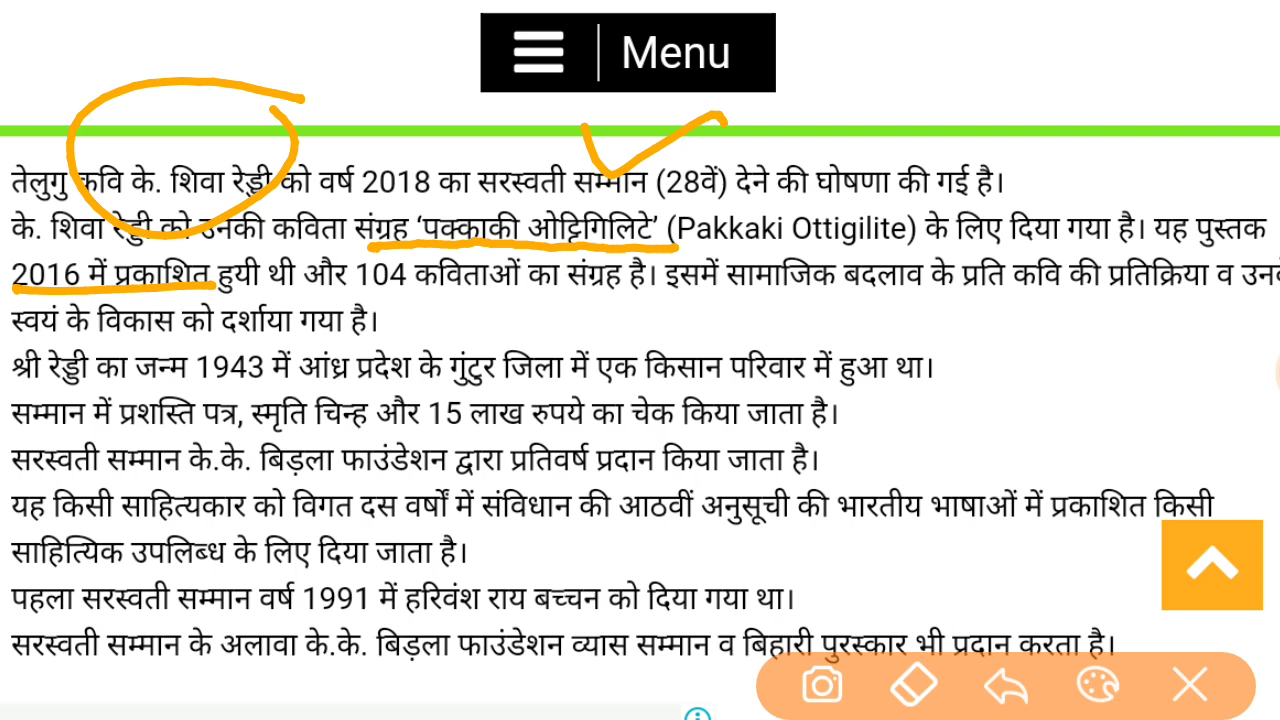 Menu
तेलुगु कवि के. शिवा रेड्डी को वर्ष 2018 का सरस्वती सम्मान (28वें) देने की घोषणा की गई है।
के. शिवा रेड्डी को उनकी कविता संग्रह ‘पक्काकी ओट्टिगिलिटे’ (Pakkaki Ottigilite) के लिए दिया गया है। यह पुस्तक
2016 में प्रकाशित हुयी थी और 104 कविताओं का संग्रह है। इसमें सामाजिक बदलाव के प्रति कवि की प्रतिक्रिया व
स्वयं के विकास को दर्शाया गया है।
श्री रेड्डी का जन्म 1943 में आंध्र प्रदेश के गुंटुर जिला में एक किसान परिवार में हुआ था।
सम्मान में प्रशस्ति पत्र, स्मृति चिन्ह और 15 लाख रुपये का चेक किया जाता है।
सरस्वती सम्मान के.के. बिड़ला फाउंडेशन द्वारा प्रतिवर्ष प्रदान किया जाता है।
यह किसी साहित्यकार को विगत दस वर्षों में संविधान की आठवीं अनुसूची की भारतीय भाषाओं में प्रकाशित किसी
साहित्यिक उपलिब्ध के लिए दिया जाता है।
पहला सरस्वती सम्मान वर्ष 1991 में हरिवंश राय बच्चन को दिया गया था।
सरस्वती सम्मान के अलावा के.के. बिड़ला फाउंडेशन व्यास सम्मान व बिहारी पुरस्कार भी प्रदान करता है।